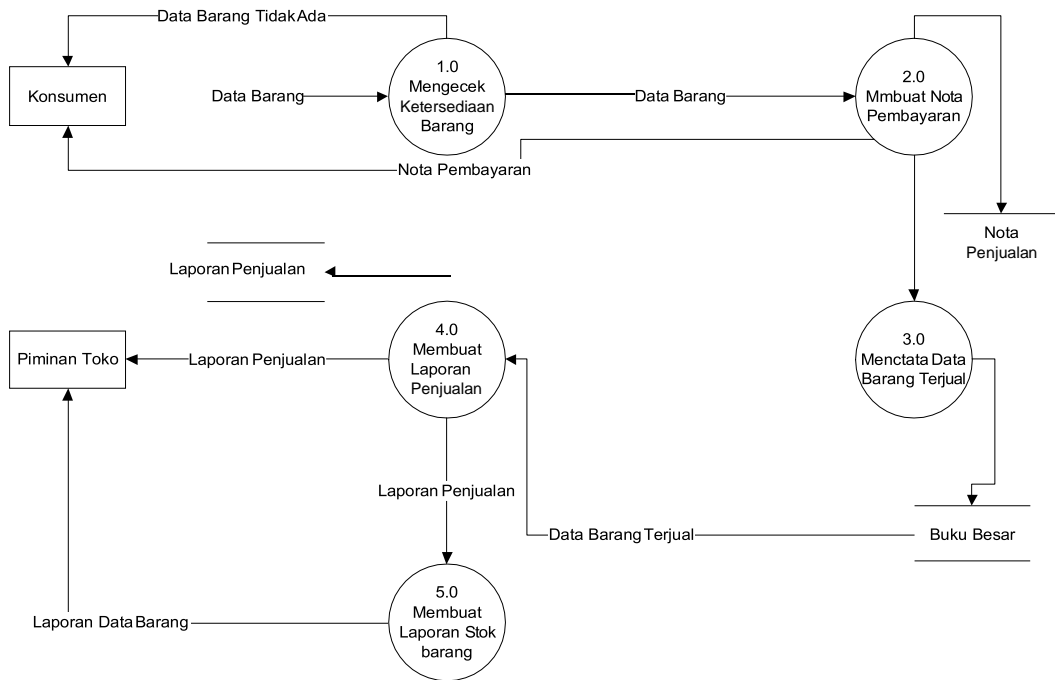 Data Barang Tidak Ada
Konsumen
Data Barang
1.0
Mengecek
Ketersediaan
Barang
Data Barang
2.0
Mmbuat Nota
Pembayaran
Nota Pembayaran
Nota
Penjualan
Laporan Penjualan
Piminan Toko
Laporan Penjualan
4.0
Membuat
Laporan
Penjualan
3.0
Menctata Data
Barang Terjual
Laporan Penjualan
Data Barang Terjual
Buku Besar
Laporan Data Barang
5.0
Membuat
Laporan Stok
barang